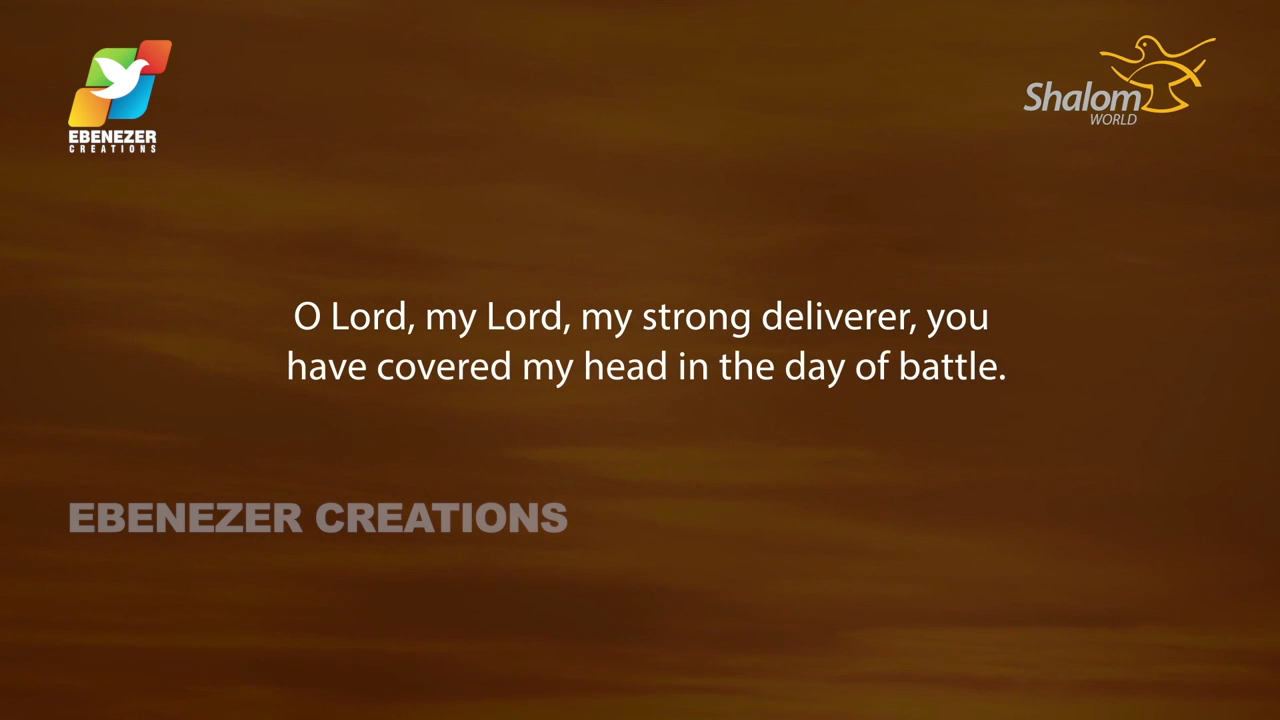 EBENEZER
CREATIONS
Shalom
WORLD
O Lord, my Lord, my strong deliverer, you
have covered my head in the day of battle.
EBENEZER CREATIONS